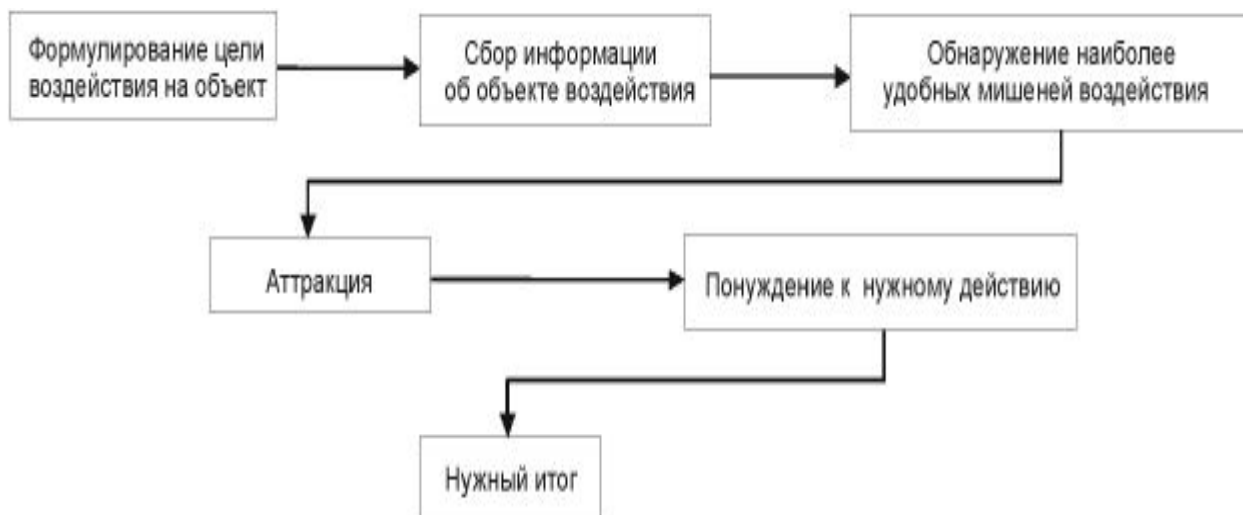 Формулирование цели
воздействия на объект
Сбор информации
об объекте воздействия
Обнаружение наиболее
удобных мишеней воздействия
Аттракция
Понуждение к нужному действию
Нужный итог